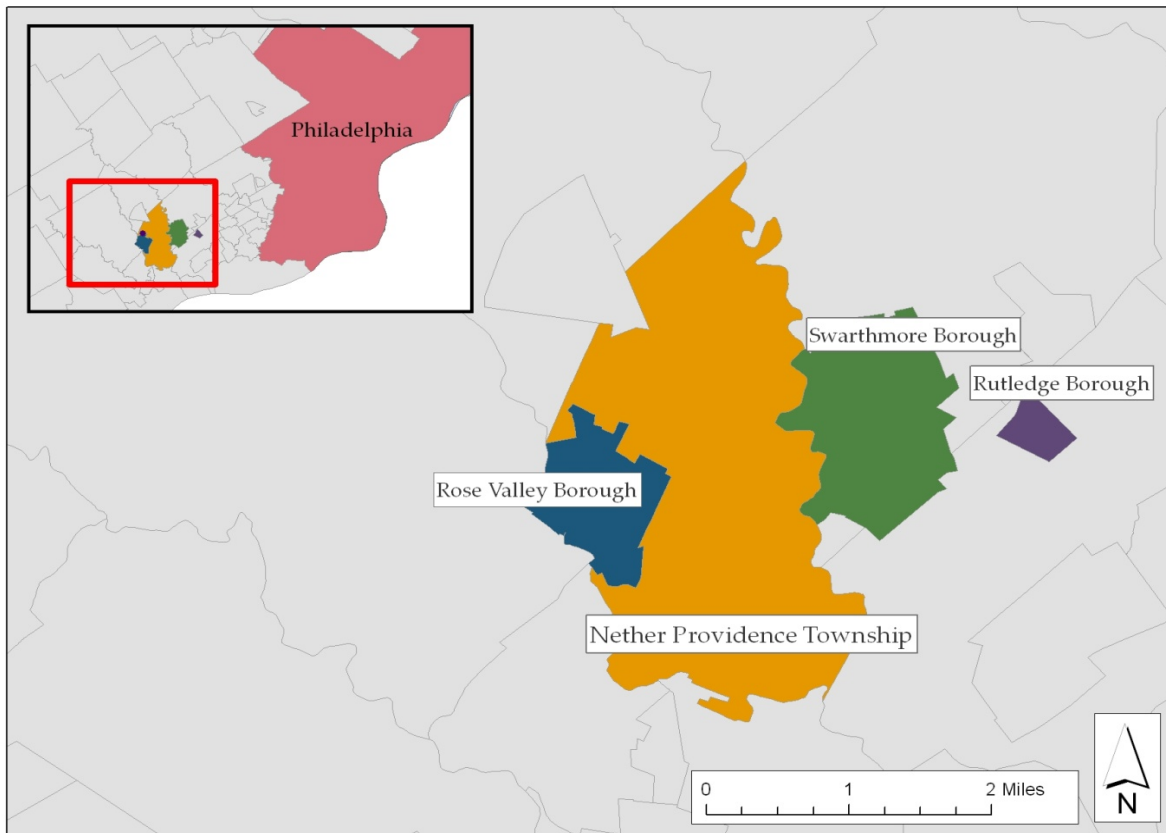 Philadelphia
Swarthmore Borough
Rutledge Borough
Rose Valley Borough
Nether Providence Township
0 1 2 Miles
N